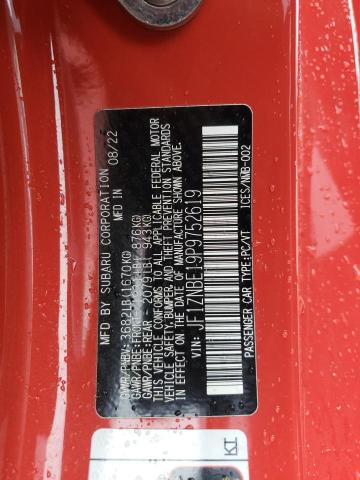 MFD BY SUBARU CORPORATION 08/22
GAWR/PNBV: 3682LB (1670KG)
GAWR/PNBE:FRONT- 876KG)
GAWR/PNBE:REAR - 2079LB( 943KG)
THIS VEHICLE CONFORMS TO ALL APPLICABLE FEDERAL MOTOR
VEHICLE SAFETY, BUMPER AND THEFT PREVENTION STANDARDS
IN EFFECT ON THE DATE OF MANUFACTURE SHOWN ABOVE.
VIN: JF1ZNBE19P9752619
PASSENGER CAR TYPE:PC/VT ICES/NMB-002